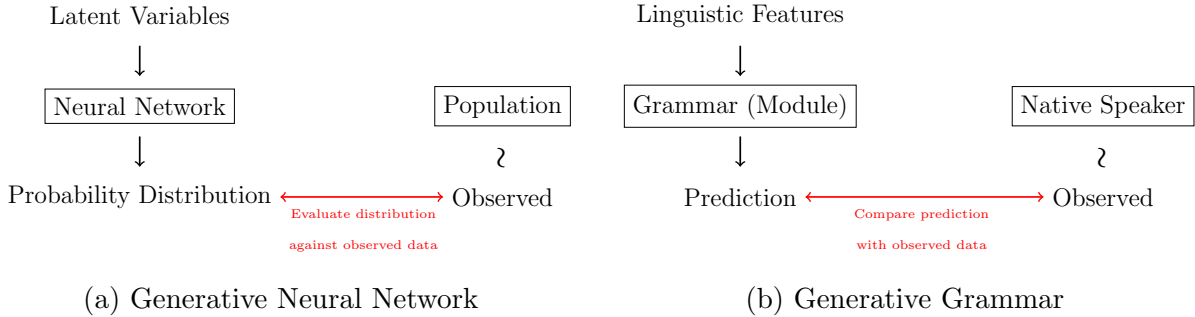 Latent Variables
Neural Network
Population
Probability Distribution
Observed
Evaluate distribution
against observed data
(a) Generative Neural Network
Linguistic Features
Grammar (Module)
Native Speaker
Prediction
Observed
Compare prediction
with observed data
(b) Generative Grammar